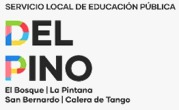 SERVICIO LOCAL DE EDUCACIÓN PÚBLICA
DEL
PINO
El Bosque | La Pintana
San Bernardo | Calera de Tango